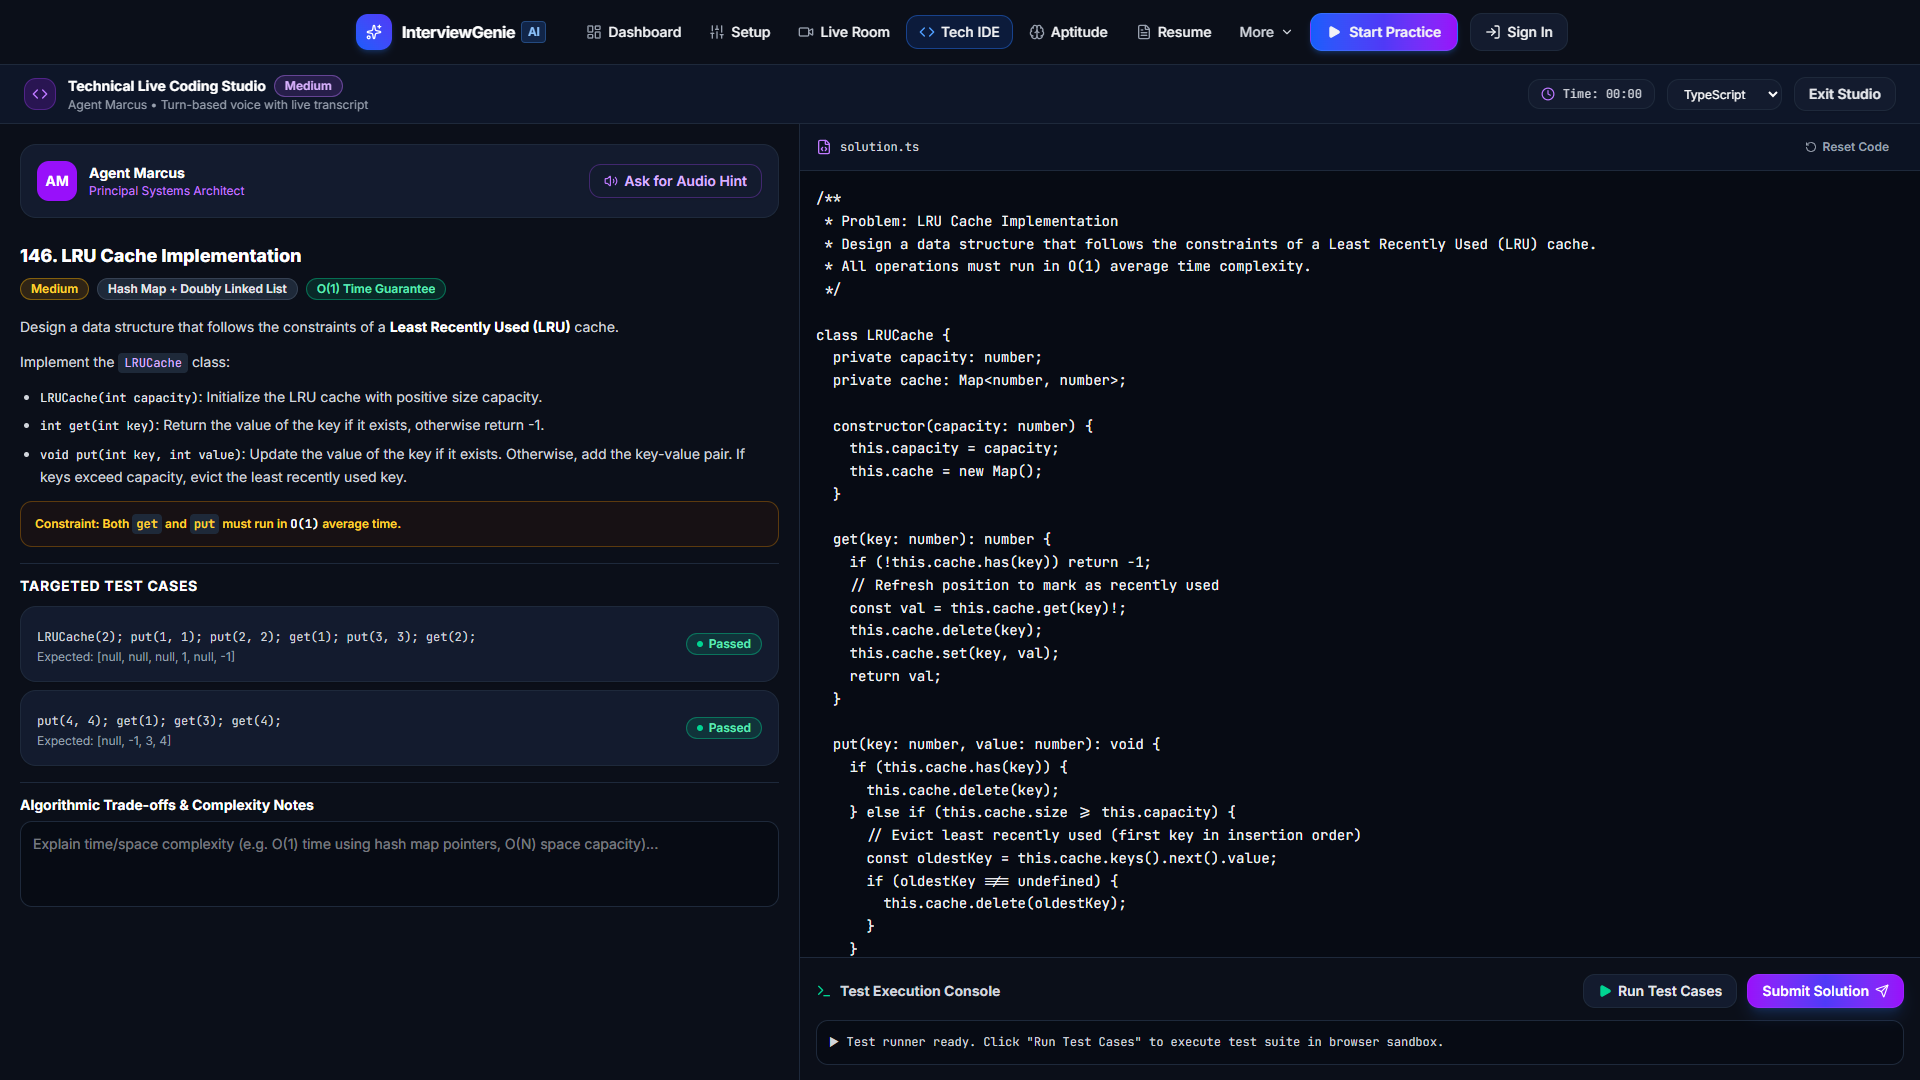 InterviewGenie AI
Dashboard
Setup
Live Room
Tech IDE
Aptitude
Resume
More
Start Practice
Sign In
Technical Live Coding Studio Medium
Agent Marcus • Turn-based voice with live transcript
Time: 00:00
TypeScript
Exit Studio
AM
Agent Marcus
Principal Systems Architect
Ask for Audio Hint
146. LRU Cache Implementation
Medium
Hash Map + Doubly Linked List
O(1) Time Guarantee
Design a data structure that follows the constraints of a Least Recently Used (LRU) cache.
Implement the LRUCache class:
• LRUCache(int capacity): Initialize the LRU cache with positive size capacity.
• int get(int key): Return the value of the key if it exists, otherwise return -1.
• void put(int key, int value): Update the value of the key if it exists. Otherwise, add the key-value pair. If
keys exceed capacity, evict the least recently used key.
Constraint: Both get and put must run in O(1) average time.
TARGETED TEST CASES
LRUCache(2); put(1, 1); put(2, 2); get(1); put(3, 3); get(2);
Expected: [null, null, null, 1, null, -1]
Passed
put(4, 4); get(1); get(3); get(4);
Expected: [null, -1, 3, 4]
Passed
Algorithmic Trade-offs & Complexity Notes
Explain time/space complexity (e.g. O(1) time using hash map pointers, O(N) space capacity)...
solution.ts
Reset Code
/**
 * Problem: LRU Cache Implementation
 * Design a data structure that follows the constraints of a Least Recently Used (LRU) cache.
 * All operations must run in O(1) average time complexity.
 */
class LRUCache {
  private capacity: number;
  private cache: Map<number, number>;
  constructor(capacity: number) {
    this.capacity = capacity;
    this.cache = new Map();
  }
  get(key: number): number {
    if (!this.cache.has(key)) return -1;
    // Refresh position to mark as recently used
    const val = this.cache.get(key)!;
    this.cache.delete(key);
    this.cache.set(key, val);
    return val;
  }
  put(key: number, value: number): void {
    if (this.cache.has(key)) {
      this.cache.delete(key);
    } else if (this.cache.size >= this.capacity) {
      // Evict least recently used (first key in insertion order)
      const oldestKey = this.cache.keys().next().value;
      if (oldestKey !== undefined) {
        this.cache.delete(oldestKey);
      }
    }
Test Execution Console
Run Test Cases
Submit Solution
▶ Test runner ready. Click "Run Test Cases" to execute test suite in browser sandbox.